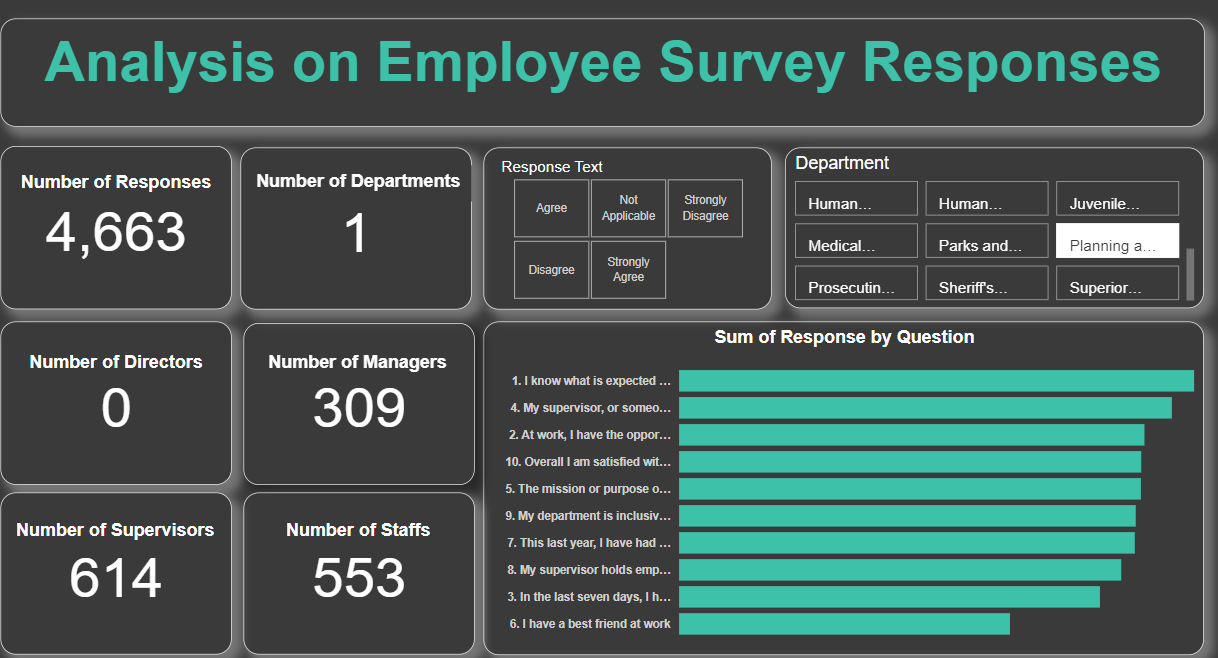 Analysis on Employee Survey Responses
Number of Responses
4,663
Number of Departments
1
Response Text
Agree
Not
Applicable
Strongly
Disagree
Disagree
Strongly
Agree
Department
Human...
Human...
Juvenile...
Medical...
Parks and...
Planning a...
Prosecutin...
Sheriff's...
Superior...
Number of Directors
0
Number of Managers
309
Number of Supervisors
614
Number of Staffs
553
Sum of Response by Question
1. I know what is expected ...
4. My supervisor, or someo...
2. At work, I have the oppor...
10. Overall I am satisfied wit...
5. The mission or purpose o...
9. My department is inclusiv...
7. This last year, I have had ...
8. My supervisor holds emp...
3. In the last seven days, I h...
6. I have a best friend at work